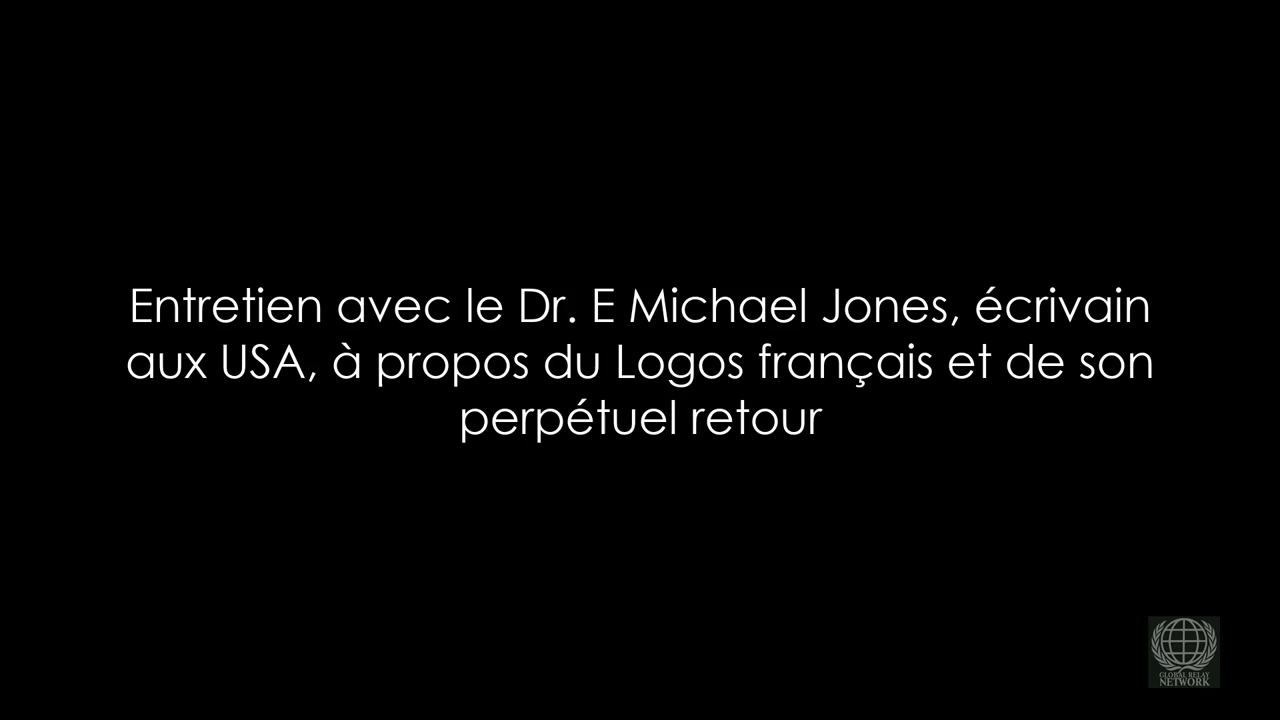 Entretien avec le Dr. E Michael Jones, écrivain
aux USA, à propos du Logos français et de son
perpétuel retour
GLOBAL RELAY
NETWORK